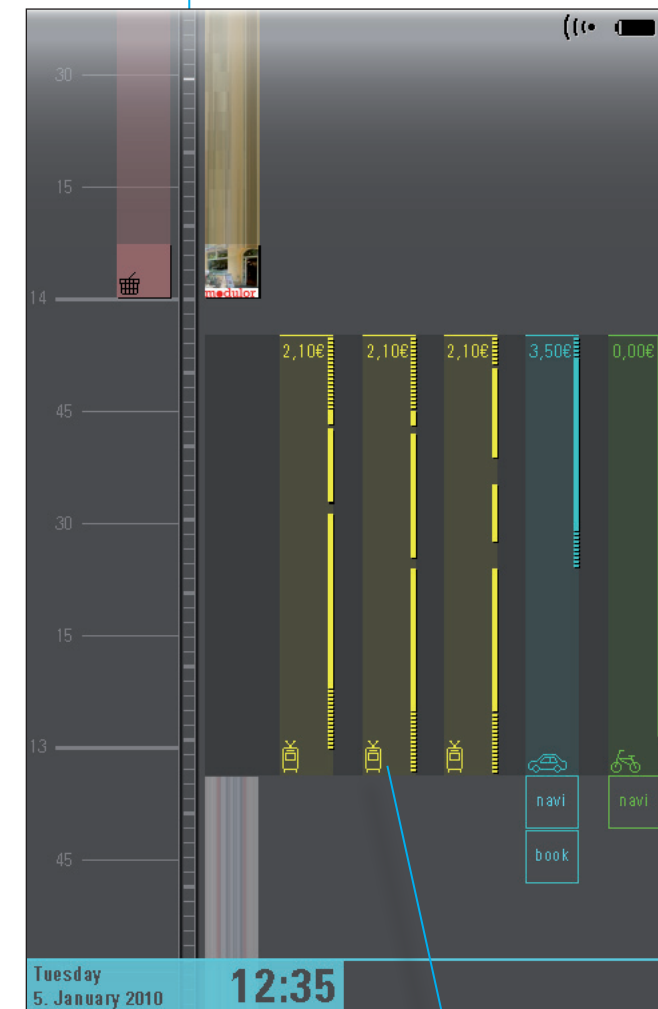 30
15
modulor
14
2,10€ 2,10€ 2,10€ 3,50€ 0,00€
45
30
15
13
navi navi
45 book
Tuesday
5. January 2010 12:35